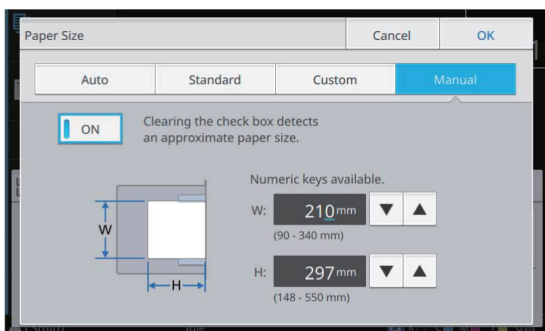 Paper Size
Cancel
OK
Auto
Standard
Custom
Manual
ON
Clearing the check box detects
an approximate paper size.
Numeric keys available.
W:
210mm
(90 - 340 mm)
W
H
H:
297mm
(148 - 550 mm)